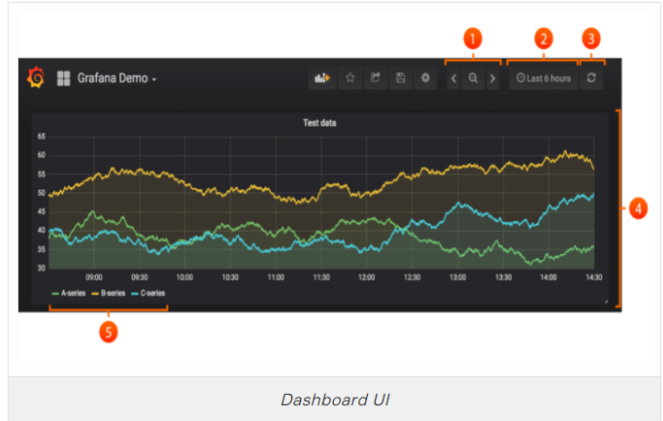 1 2 3
Grafana Demo
Last 6 hours
Test data
65
60
55
50
45
40
35
30
4
09:00 09:30 10:00 10:30 11:00 11:30 12:00 12:30 13:00 13:30 14:00 14:30
A-series B-series C-series
5
Dashboard UI